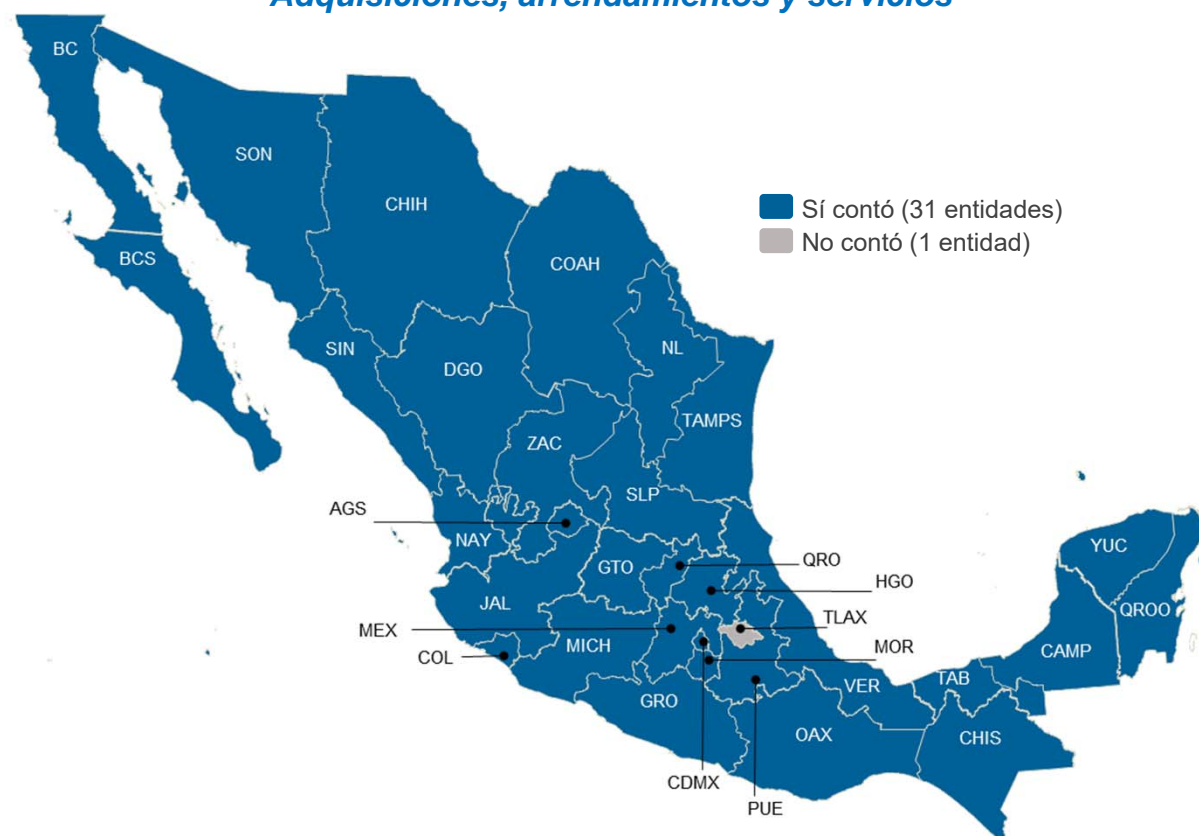 Adquisiciones, arrendamientos y servicios
BC
SON
CHIH
Sí contó (31 entidades)
No contó (1 entidad)
BCS
COAH
SIN
NL
DGO
TAMPS
ZAC
SLP
AGS
NAY
YUC
GTO
QRO
HGO
JAL
QROO
TLAX
MEX
MICH
MOR
CAMP
COL
TAB
VER
GRO
OAX
CHIS
CDMX
PUE